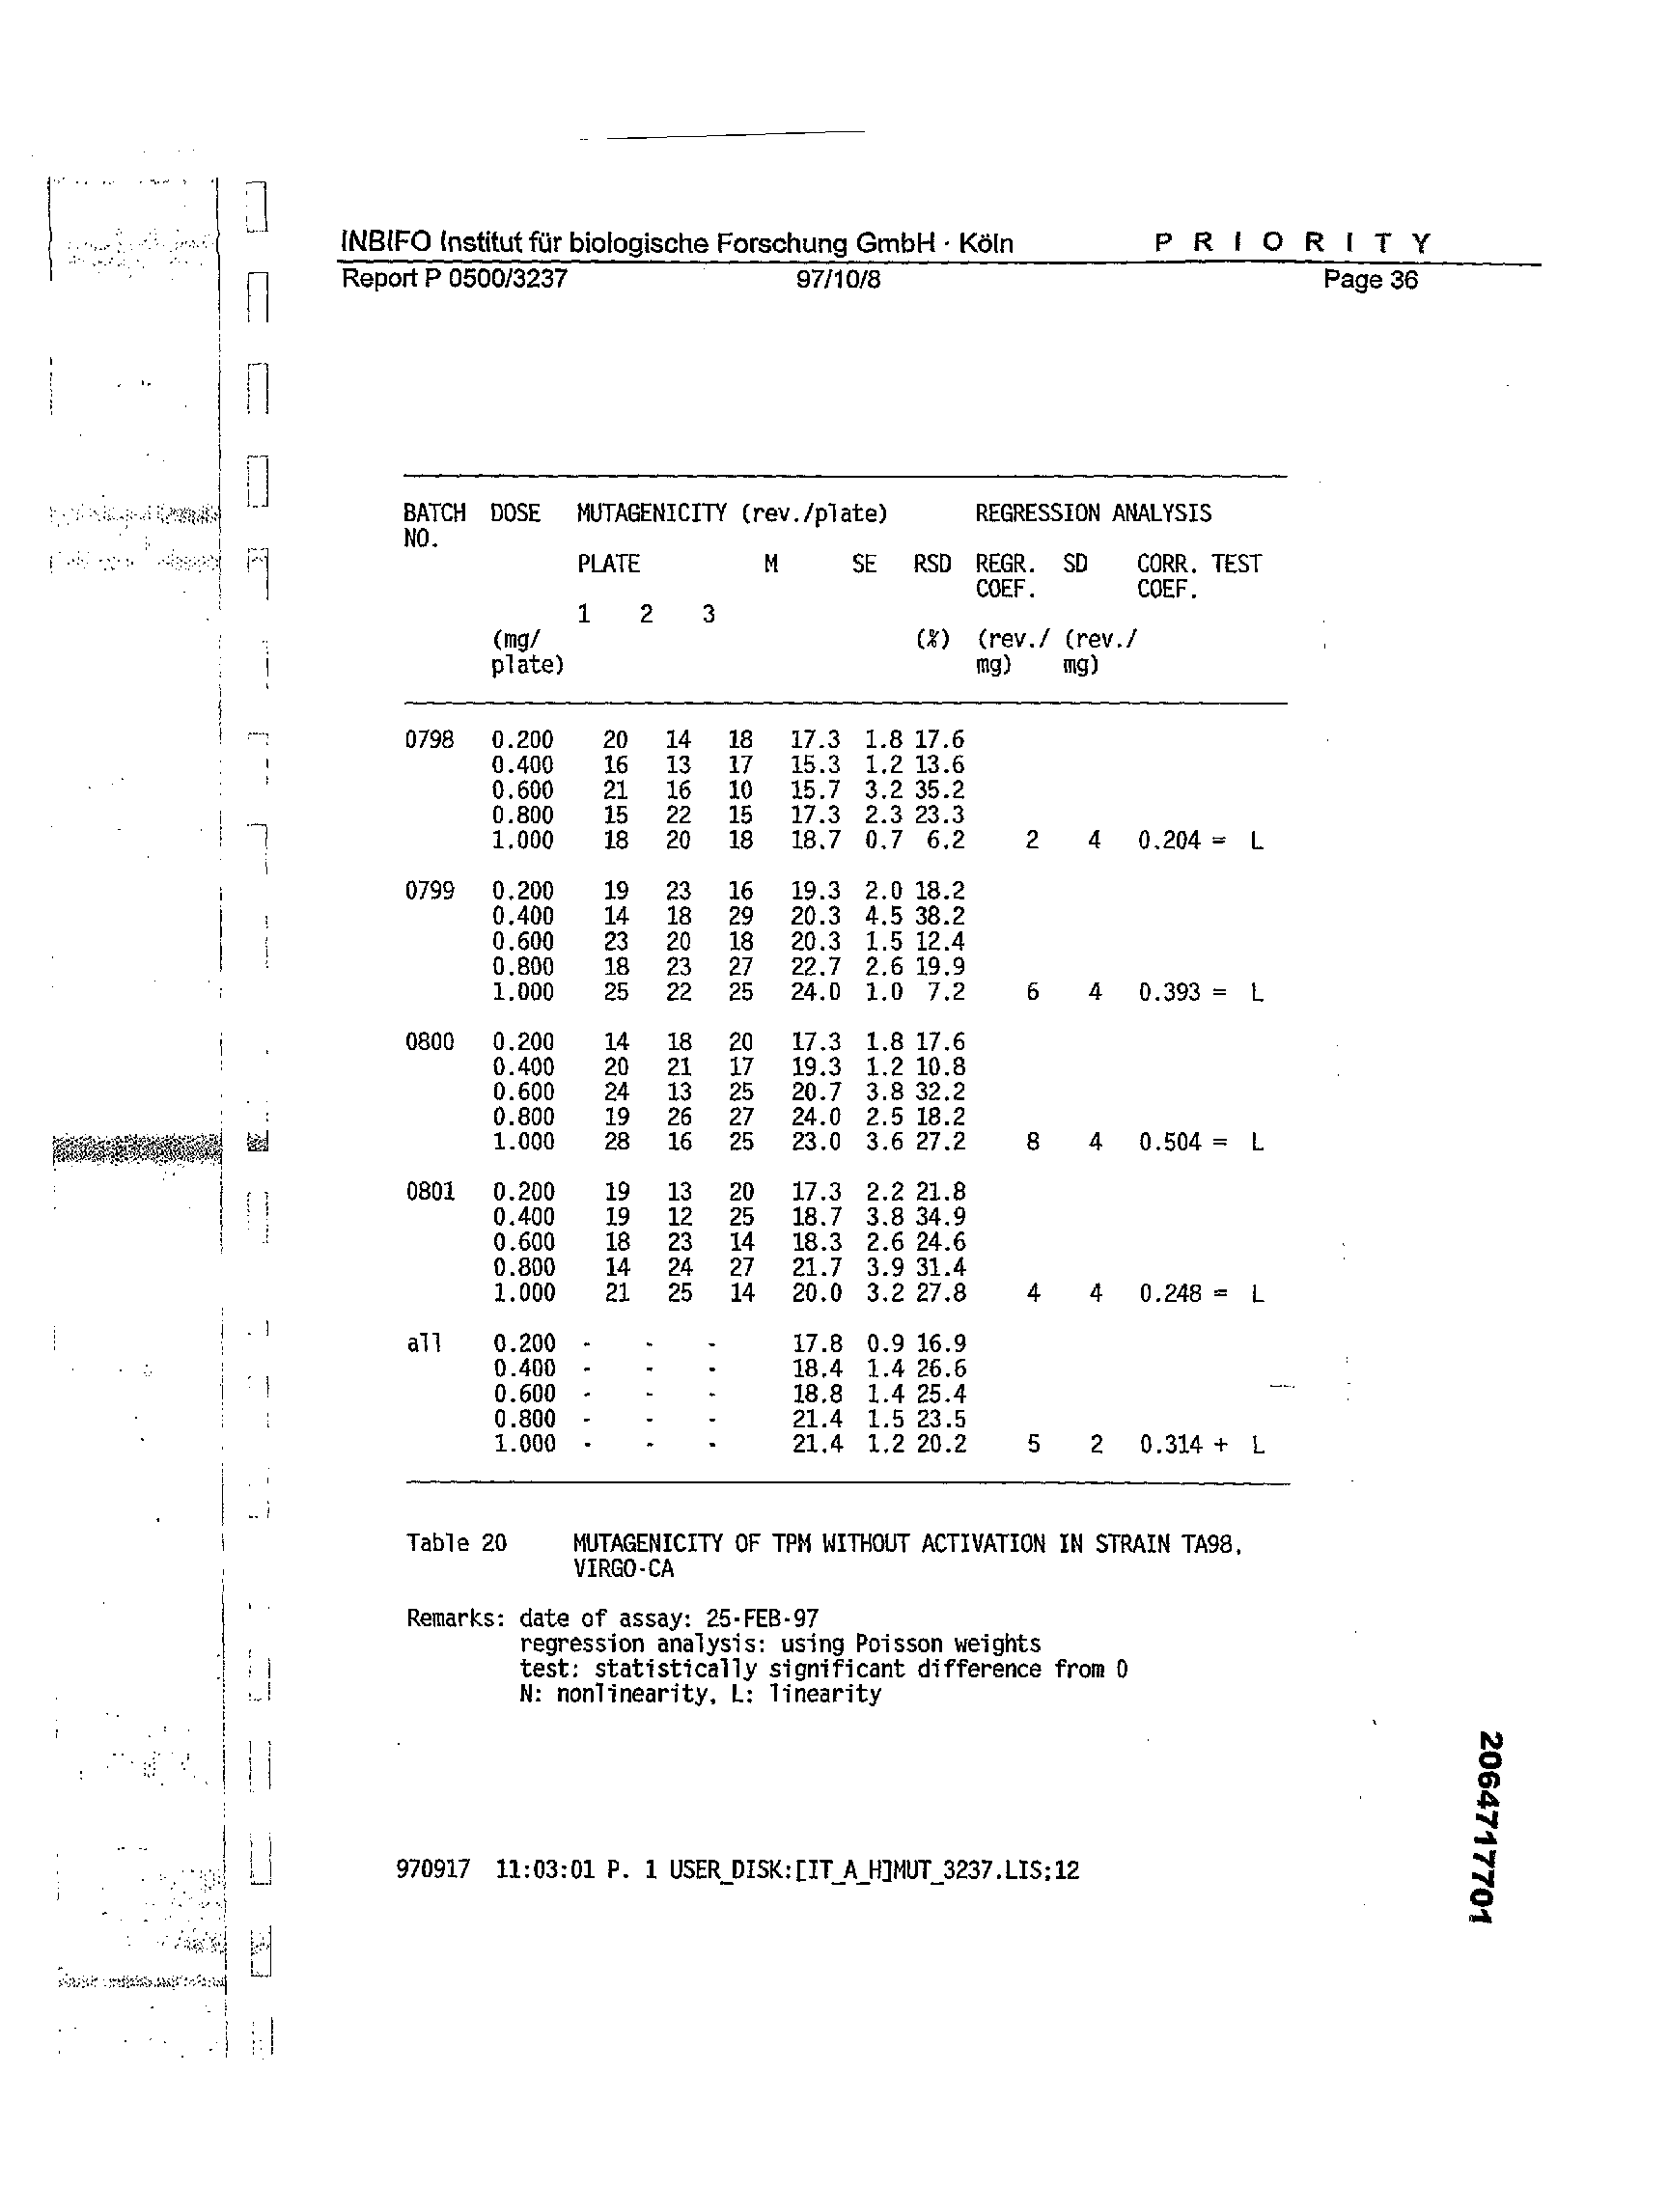 INBIFO Institut für biologische Forschung GmbH · Köln P R I O R I T Y
Report P 0500/3237 97/10/8 Page 36
BATCH DOSE MUTAGENICITY (rev./plate) REGRESSION ANALYSIS
NO.
PLATE M SE RSD REGR. SD CORR. TEST
COEF. COEF.
1 2 3
(mg/ (%) (rev./ (rev./
plate) mg) mg)
0798 0.200 20 14 18 17.3 1.8 17.6
0.400 16 13 17 15.3 1.2 13.6
0.600 21 16 10 15.7 3.2 35.2
0.800 15 22 15 17.3 2.3 23.3
1.000 18 20 18 18.7 0.7 6.2 2 4 0.204 = L
0799 0.200 19 23 16 19.3 2.0 18.2
0.400 14 18 29 20.3 4.5 38.2
0.600 23 20 18 20.3 1.5 12.4
0.800 18 23 27 22.7 2.6 19.9
1.000 25 22 25 24.0 1.0 7.2 6 4 0.393 = L
0800 0.200 14 18 20 17.3 1.8 17.6
0.400 20 21 17 19.3 1.2 10.8
0.600 24 13 25 20.7 3.8 32.2
0.800 19 26 27 24.0 2.5 18.2
1.000 28 16 25 23.0 3.6 27.2 8 4 0.504 = L
0801 0.200 19 13 20 17.3 2.2 21.8
0.400 19 12 25 18.7 3.8 34.9
0.600 18 23 14 18.3 2.6 24.6
0.800 14 24 27 21.7 3.9 31.4
1.000 21 25 14 20.0 3.2 27.8 4 4 0.248 = L
all 0.200 - - - 17.8 0.9 16.9
0.400 - - - 18.4 1.4 26.6
0.600 - - - 18.8 1.4 25.4
0.800 - - - 21.4 1.5 23.5
1.000 - - - 21.4 1.2 20.2 5 2 0.314 + L
Table 20 MUTAGENICITY OF TPM WITHOUT ACTIVATION IN STRAIN TA98,
VIRGO-CA
Remarks: date of assay: 25-FEB-97
regression analysis: using Poisson weights
test: statistically significant difference from 0
N: nonlinearity, L: linearity
970917 11:03:01 P. 1 USER_DISK:[IT_A_H]MUT_3237.LIS;12
2064717701